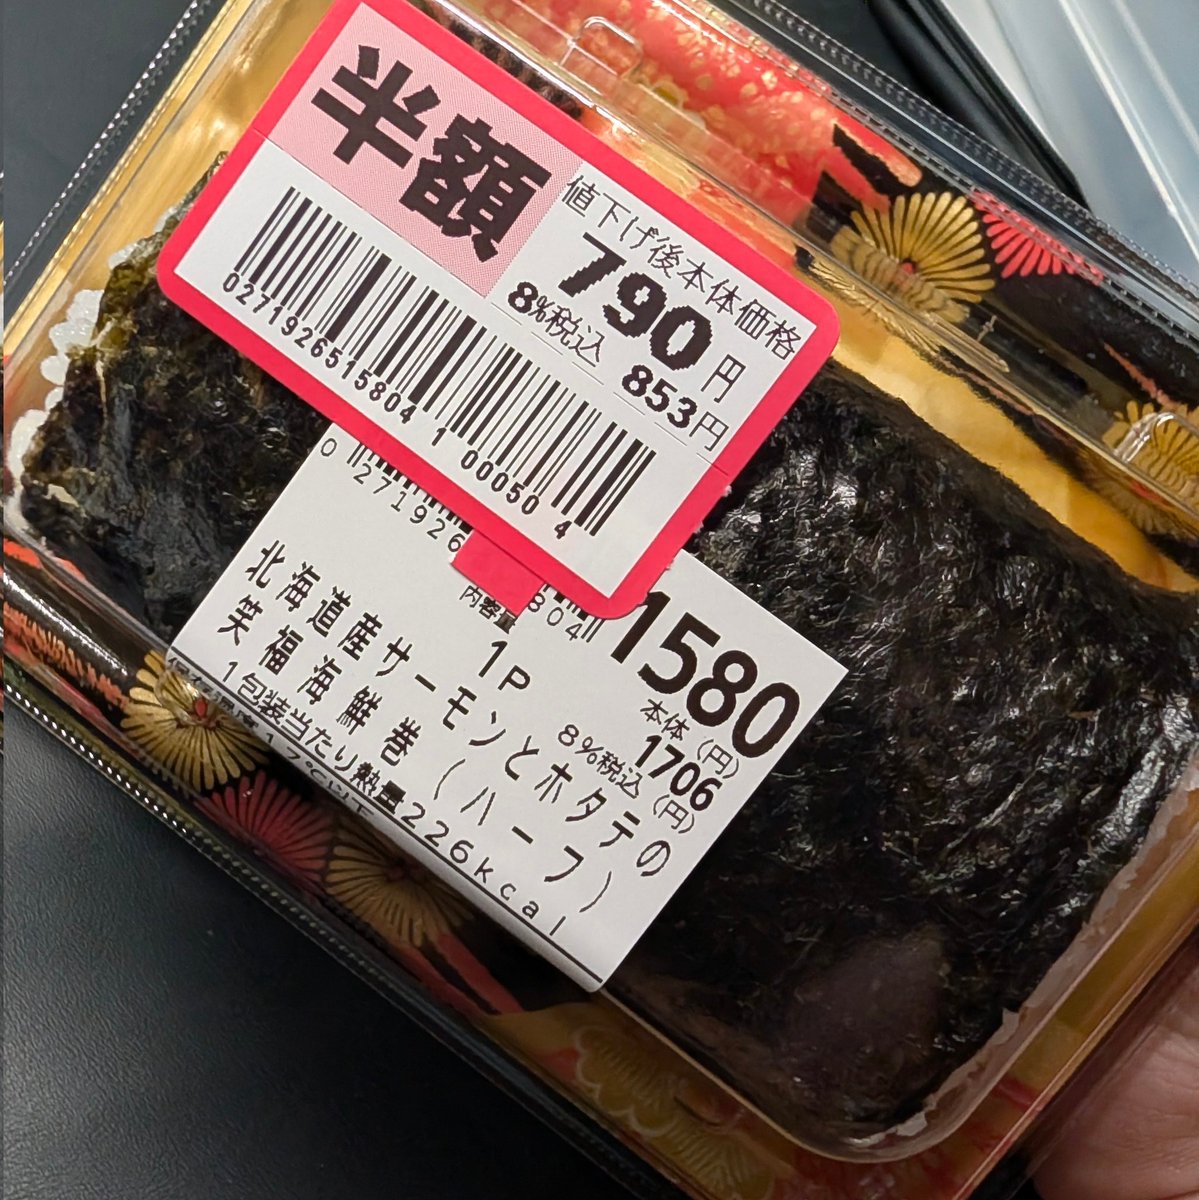 半額
値下げ後本体価格
790円
8%税込 853円
0271926515804 1 00050 4
0 271926
804
内容量
1P
1580
本体(円)
8%税込 1706(円)
北海道産サーモンとホタテの
笑福海鮮巻(ハーフ)
1包装当たり熱量226kcal